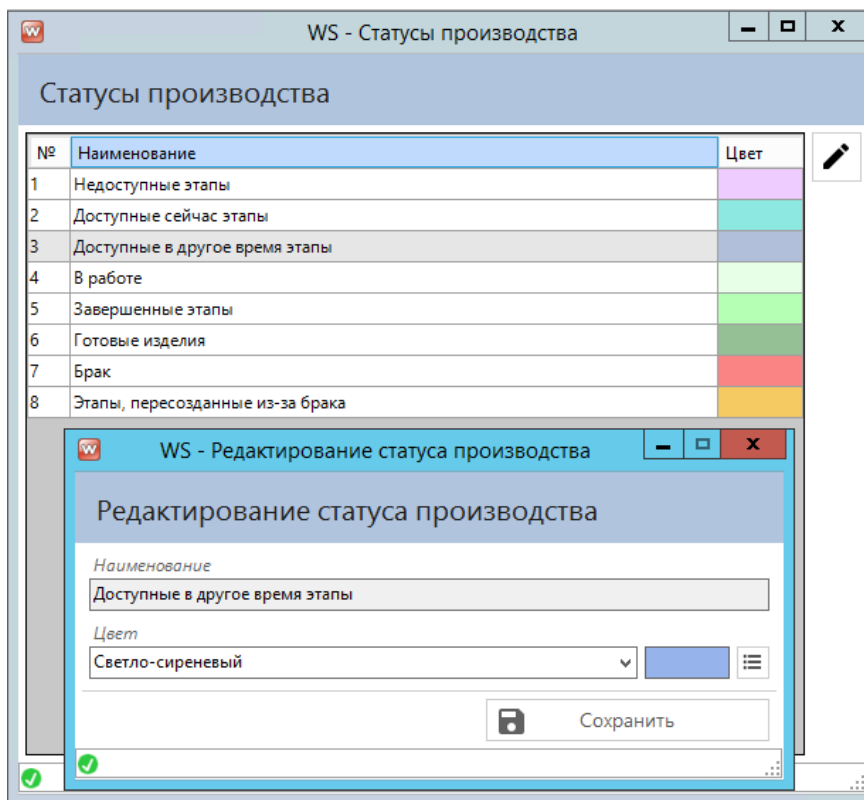 WS - Статусы производства
Статусы производства
№ Наименование Цвет
1 Недоступные этапы
2 Доступные сейчас этапы
3 Доступные в другое время этапы
4 В работе
5 Завершенные этапы
6 Готовые изделия
7 Брак
8 Этапы, пересозданные из-за брака
WS - Редактирование статуса производства
Редактирование статуса производства
Наименование
Доступные в другое время этапы
Цвет
Светло-сиреневый
Сохранить